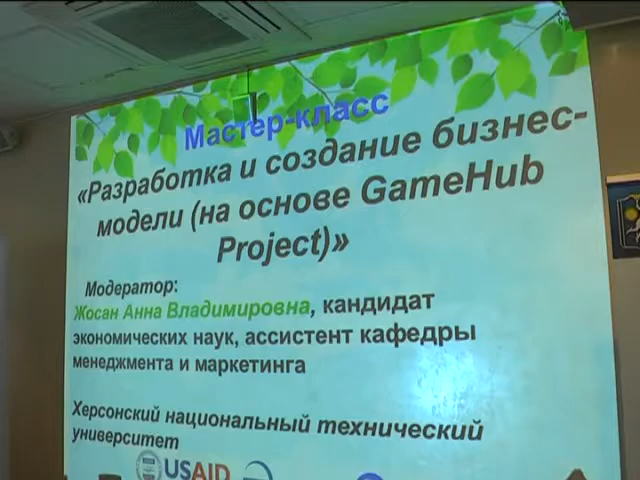 Мастер-класс
«Разработка и создание бизнес-
модели (на основе GameHub
Project)»
Модератор:
Жосан Анна Владимировна, кандидат
экономических наук, ассистент кафедры
менеджмента и маркетинга
Херсонский национальный технический
университет
USAID